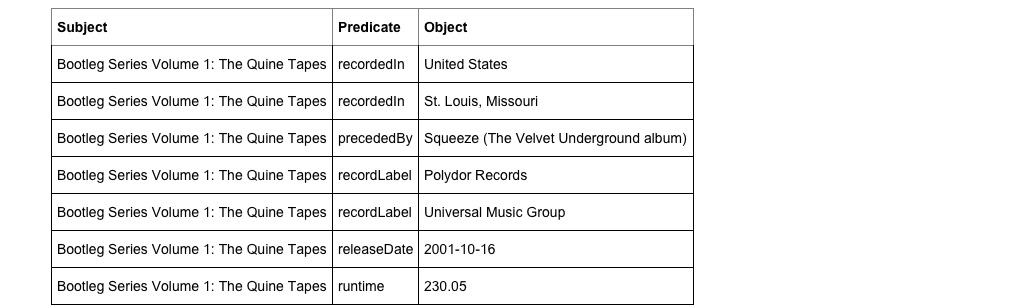 Subject Predicate Object
Bootleg Series Volume 1: The Quine Tapes recordedIn United States
Bootleg Series Volume 1: The Quine Tapes recordedIn St. Louis, Missouri
Bootleg Series Volume 1: The Quine Tapes precededBy Squeeze (The Velvet Underground album)
Bootleg Series Volume 1: The Quine Tapes recordLabel Polydor Records
Bootleg Series Volume 1: The Quine Tapes recordLabel Universal Music Group
Bootleg Series Volume 1: The Quine Tapes releaseDate 2001-10-16
Bootleg Series Volume 1: The Quine Tapes runtime 230.05